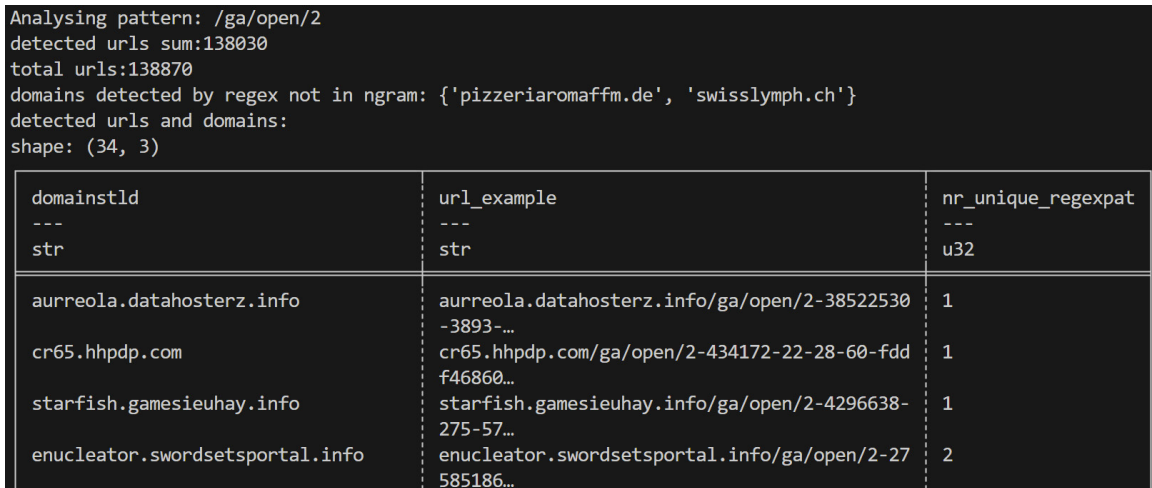 Analysing pattern: /ga/open/2
detected urls sum:138030
total urls:138870
domains detected by regex not in ngram: {'pizzeriaromaffm.de', 'swisslymph.ch'}
detected urls and domains:
shape: (34, 3)
domainstld url_example nr_unique_regexpat
--- --- ---
str str u32
aurreola.datahosterz.info aurreola.datahosterz.info/ga/open/2-38522530 1
-3893-…
cr65.hhpdp.com cr65.hhpdp.com/ga/open/2-434172-22-28-60-fdd 1
f46860…
starfish.gamesieuhay.info starfish.gamesieuhay.info/ga/open/2-4296638- 1
275-57…
enucleator.swordsetsportal.info enucleator.swordsetsportal.info/ga/open/2-27 2
585186…